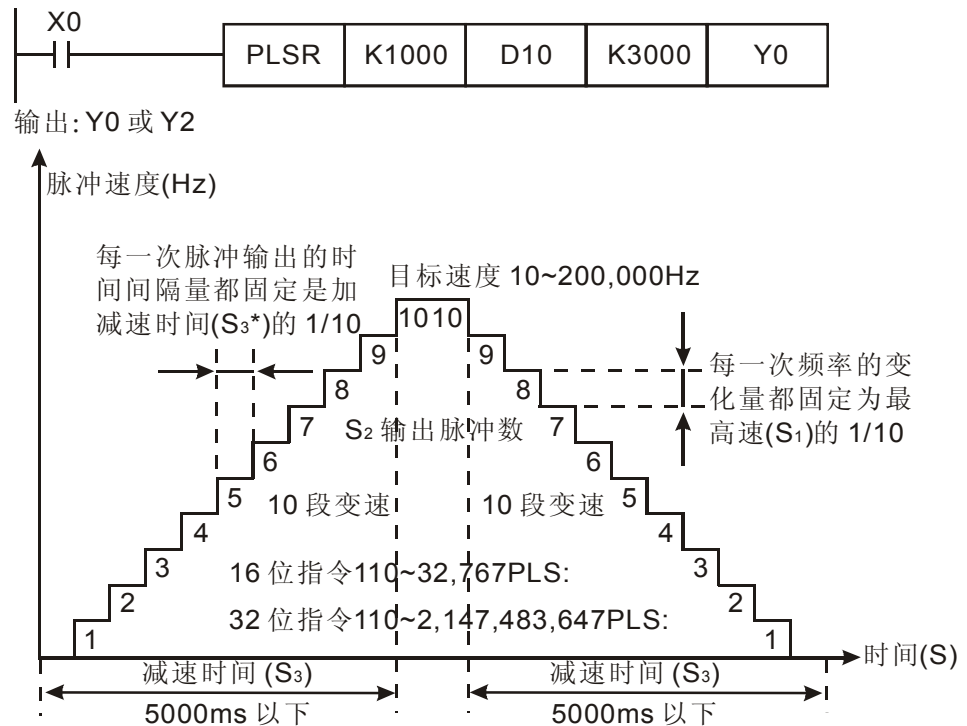 X0
PLSR K1000 D10 K3000 Y0
输出: Y0 或 Y2
脉冲速度(Hz)
每一次脉冲输出的时
间间隔量都固定是加
减速时间(S3*)的 1/10
目标速度 10~200,000Hz
每一次频率的变
化量都固定为最
高速(S1)的 1/10
10 10
9 9
8 8
7 S2 输出脉冲数 7
6 6
5 10 段变速 10 段变速 5
4 4
3 16 位指令110~32,767PLS: 3
2 32 位指令110~2,147,483,647PLS: 2
1 1
时间(S)
减速时间 (S3) 减速时间 (S3)
5000ms 以下 5000ms 以下